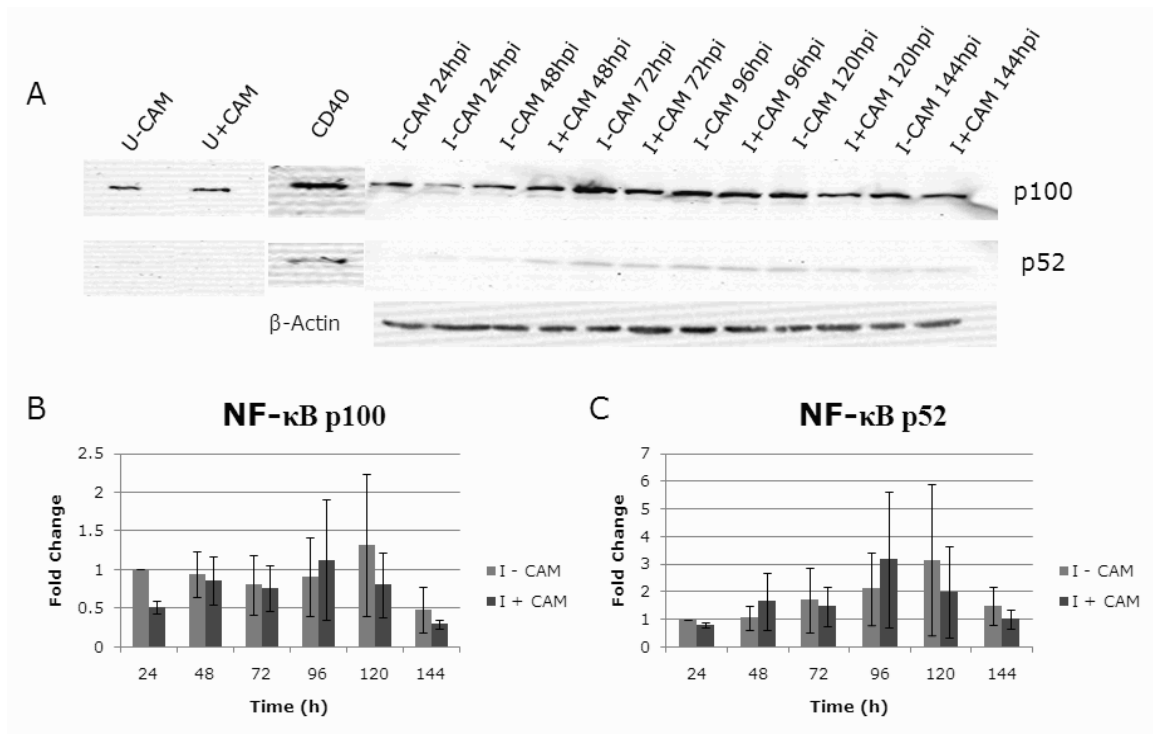 A
U-CAM
U+CAM
CD40
I-CAM 24hpi
I-CAM 24hpi
I-CAM 48hpi
I+CAM 48hpi
I-CAM 72hpi
I+CAM 72hpi
I-CAM 96hpi
I+CAM 96hpi
I-CAM 120hpi
I+CAM 120hpi
I-CAM 144hpi
I+CAM 144hpi
p100
p52
β-Actin
B
NF-κB p100
Fold Change
2.5
2
1.5
1
0.5
0
24 48 72 96 120 144
Time (h)
I - CAM
I + CAM
C
NF-κB p52
Fold Change
7
6
5
4
3
2
1
0
24 48 72 96 120 144
Time (h)
I - CAM
I + CAM